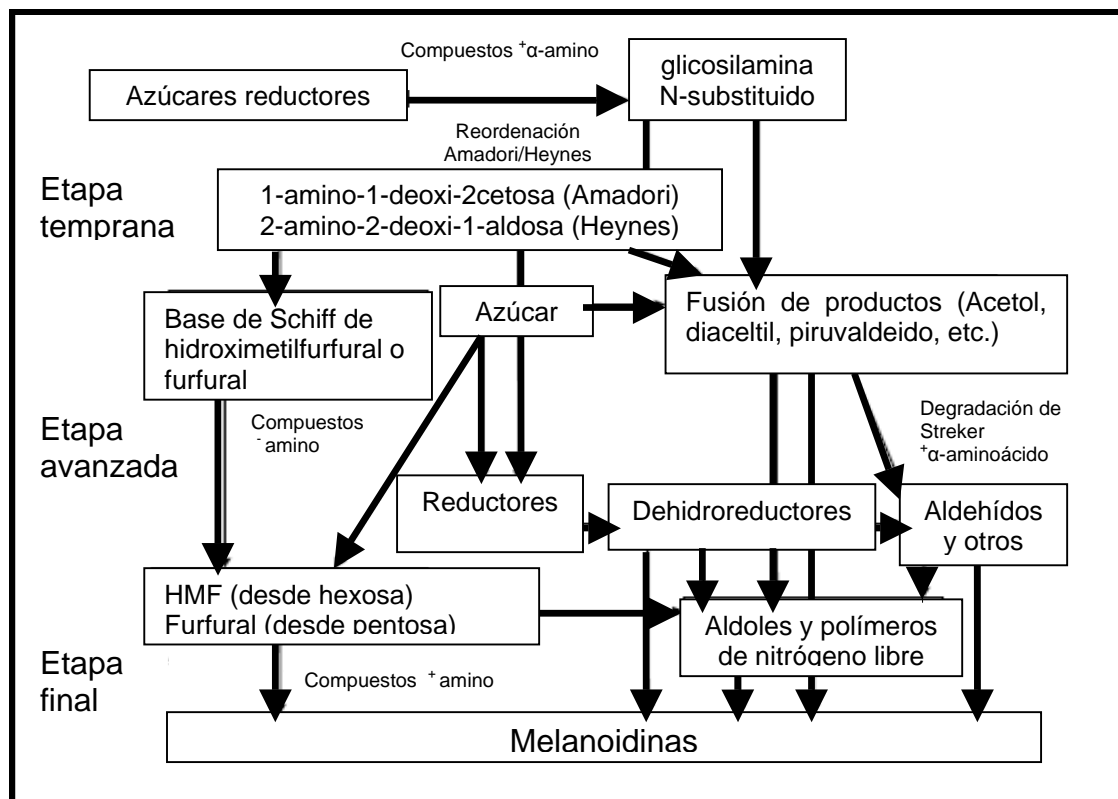 Compuestos ⁺α-amino
Azúcares reductores
glicosilamina
N-substituido
Reordenación
Amadori/Heynes
Etapa
temprana
1-amino-1-deoxi-2cetosa (Amadori)
2-amino-2-deoxi-1-aldosa (Heynes)
Base de Schiff de
hidroximetilfurfural o
furfural
Azúcar
Fusión de productos (Acetol,
diaceltil, piruvaldeido, etc.)
Etapa
avanzada
Compuestos
⁻ amino
Degradación de
Streker
⁺α-aminoácido
Reductores
Dehidroreductores
Aldehídos
y otros
HMF (desde hexosa)
Furfural (desde pentosa)
Aldoles y polímeros
de nitrógeno libre
Etapa
final
Compuestos ⁺ amino
Melanoidinas